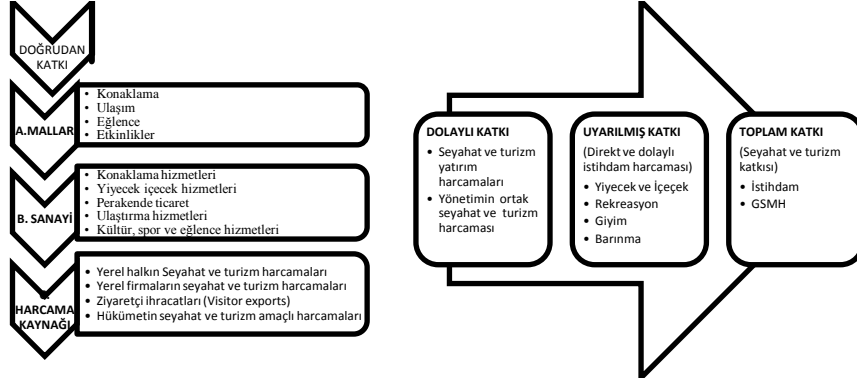 DOĞRUDAN
KATKI
A.MALLAR
• Konaklama
• Ulaşım
• Eğlence
• Etkinlikler
B. SANAYİ
• Konaklama hizmetleri
• Yiyecek içecek hizmetleri
• Perakende ticaret
• Ulaştırma hizmetleri
• Kültür, spor ve eğlence hizmetleri
HARCAMA
KAYNAĞI
• Yerel halkın Seyahat ve turizm harcamaları
• Yerel firmaların seyahat ve turizm harcamaları
• Ziyaretçi ihracatları (Visitor exports)
• Hükümetin seyahat ve turizm amaçlı harcamaları
DOLAYLI KATKI
• Seyahat ve turizm
yatırım
harcamaları
• Yönetimin ortak
seyahat ve turizm
harcaması
UYARILMIŞ KATKI
(Direkt ve dolaylı
istihdam harcaması)
• Yiyecek ve İçeçek
• Rekreasyon
• Giyim
• Barınma
TOPLAM KATKI
(Seyahat ve turizm
katkısı)
• İstihdam
• GSMH